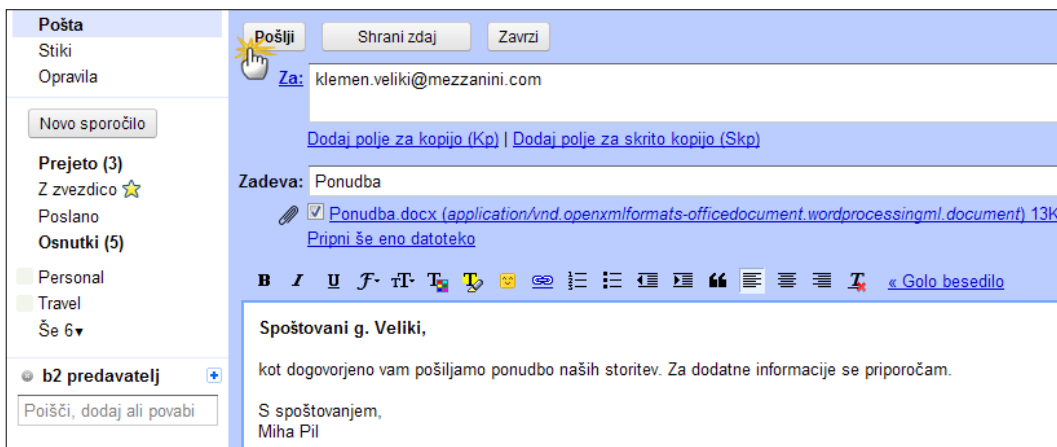 Pošta
Stiki
Opravila
Novo sporočilo
Prejeto (3)
Z zvezdico
Poslano
Osnutki (5)
Personal
Travel
Še 6▾
b2 predavatelj
Poišči, dodaj ali povabi
Pošlji Shrani zdaj Zavrzi
Za: klemen.veliki@mezzanini.com
Dodaj polje za kopijo (Kp) | Dodaj polje za skrito kopijo (Skp)
Zadeva: Ponudba
Ponudba.docx (application/vnd.openxmlformats-officedocument.wordprocessingml.document) 13K
Pripni še eno datoteko
B I U « Golo besedilo
Spoštovani g. Veliki,
kot dogovorjeno vam pošiljamo ponudbo naših storitev. Za dodatne informacije se priporočam.
S spoštovanjem,
Miha Pil